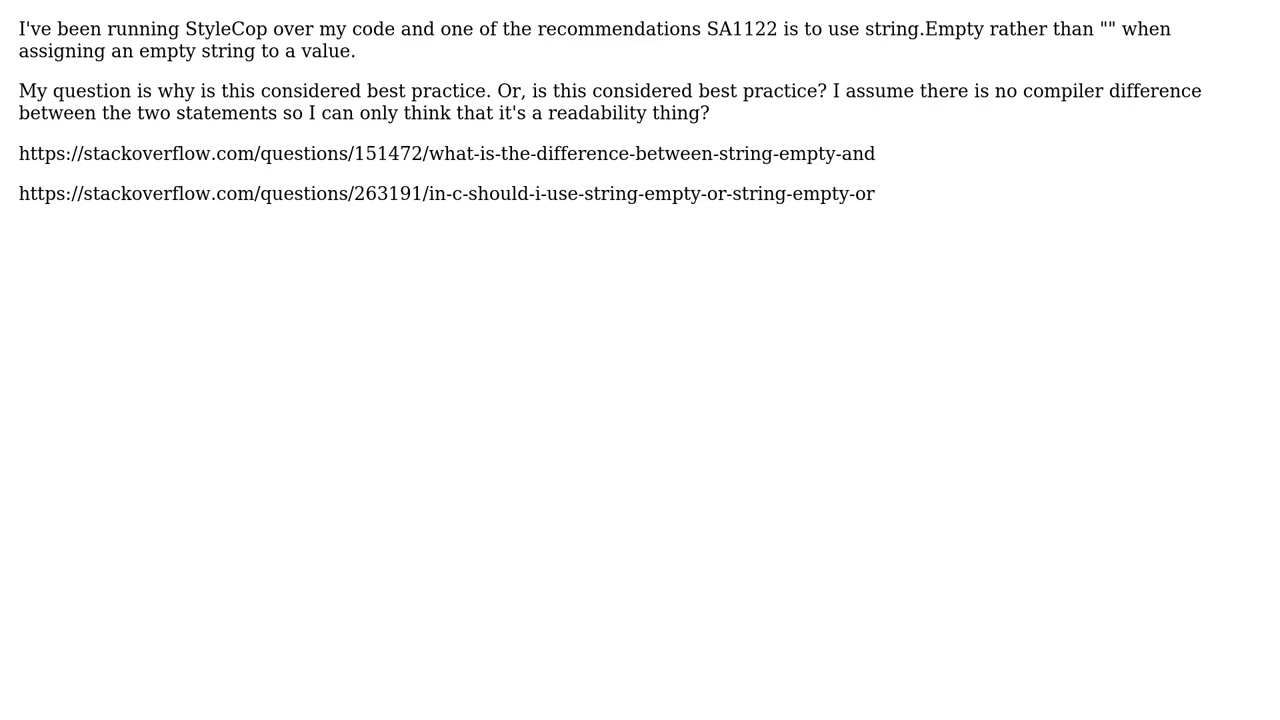 I've been running StyleCop over my code and one of the recommendations SA1122 is to use string.Empty rather than "" when
assigning an empty string to a value.
My question is why is this considered best practice. Or, is this considered best practice? I assume there is no compiler difference
between the two statements so I can only think that it's a readability thing?
https://stackoverflow.com/questions/151472/what-is-the-difference-between-string-empty-and
https://stackoverflow.com/questions/263191/in-c-should-i-use-string-empty-or-string-empty-or